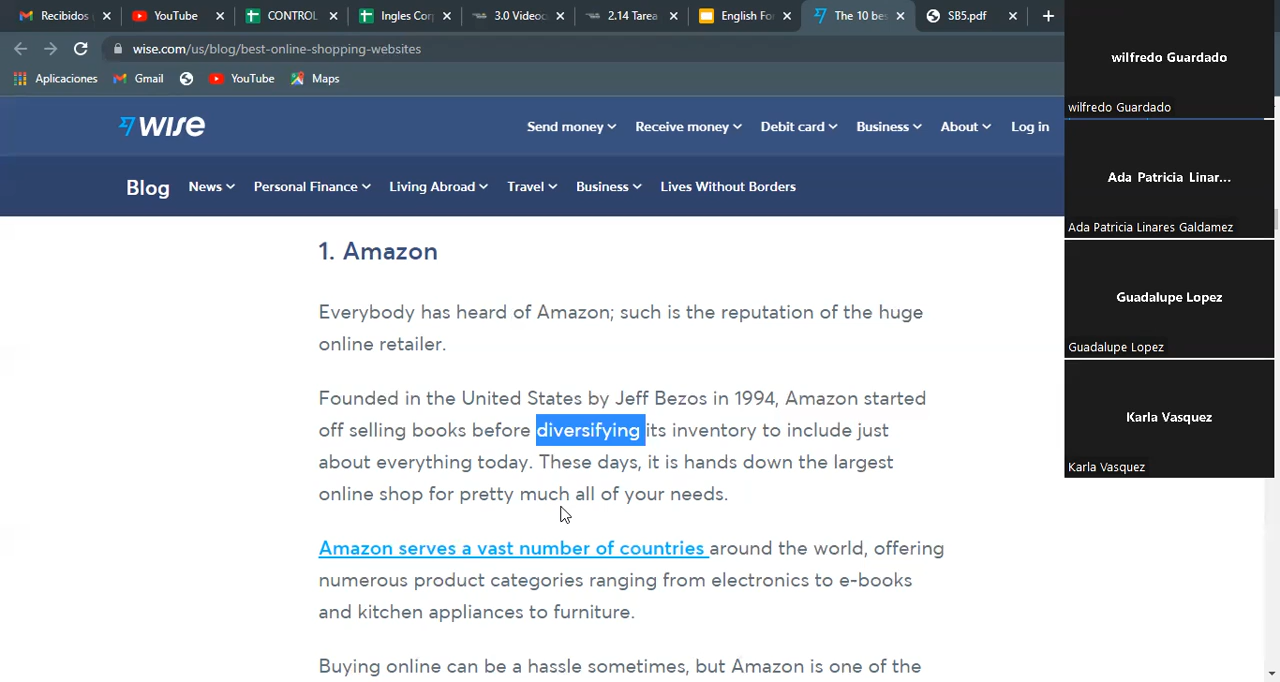 Recibidos
YouTube
CONTROL
Ingles Cor
3.0 Videoc
2.14 Tarea
English Fo
The 10 bes
SB5.pdf
wise.com/us/blog/best-online-shopping-websites
Aplicaciones Gmail YouTube Maps
WISE
Send money Receive money Debit card Business About Log in
Blog News Personal Finance Living Abroad Travel Business Lives Without Borders
1. Amazon
Everybody has heard of Amazon; such is the reputation of the huge
online retailer.
Founded in the United States by Jeff Bezos in 1994, Amazon started
off selling books before diversifying its inventory to include just
about everything today. These days, it is hands down the largest
online shop for pretty much all of your needs.
Amazon serves a vast number of countries around the world, offering
numerous product categories ranging from electronics to e-books
and kitchen appliances to furniture.
Buying online can be a hassle sometimes, but Amazon is one of the
wilfredo Guardado
wilfredo Guardado
Ada Patricia Linar...
Ada Patricia Linares Galdamez
Guadalupe Lopez
Guadalupe Lopez
Karla Vasquez
Karla Vasquez